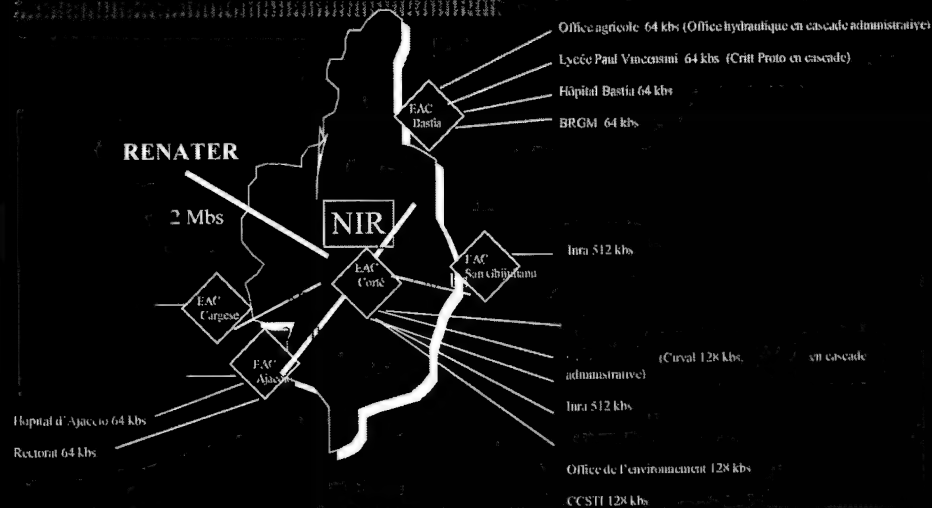 Office agricole 64 kbs (Office hydrautique en cascade administrative)
Lycée Paul Vincensini 64 kbs (Critt Proto en cascade)
Hôpital Bastia 64 kbs
BRGM 64 kbs
EAC
Bastia
RENATER
2 Mbs
NIR
EAC
Corté
EAC
San Ghijulianu
Inra 512 kbs
EAC
Cargese
EAC
Ajaccio
(Cirval 128 kbs, en cascade
administrative)
Inra 512 kbs
Hopital d'Ajaccio 64 kbs
Rectorat 64 kbs
Office de l'environnement 128 kbs
CCSTI 128 kbs